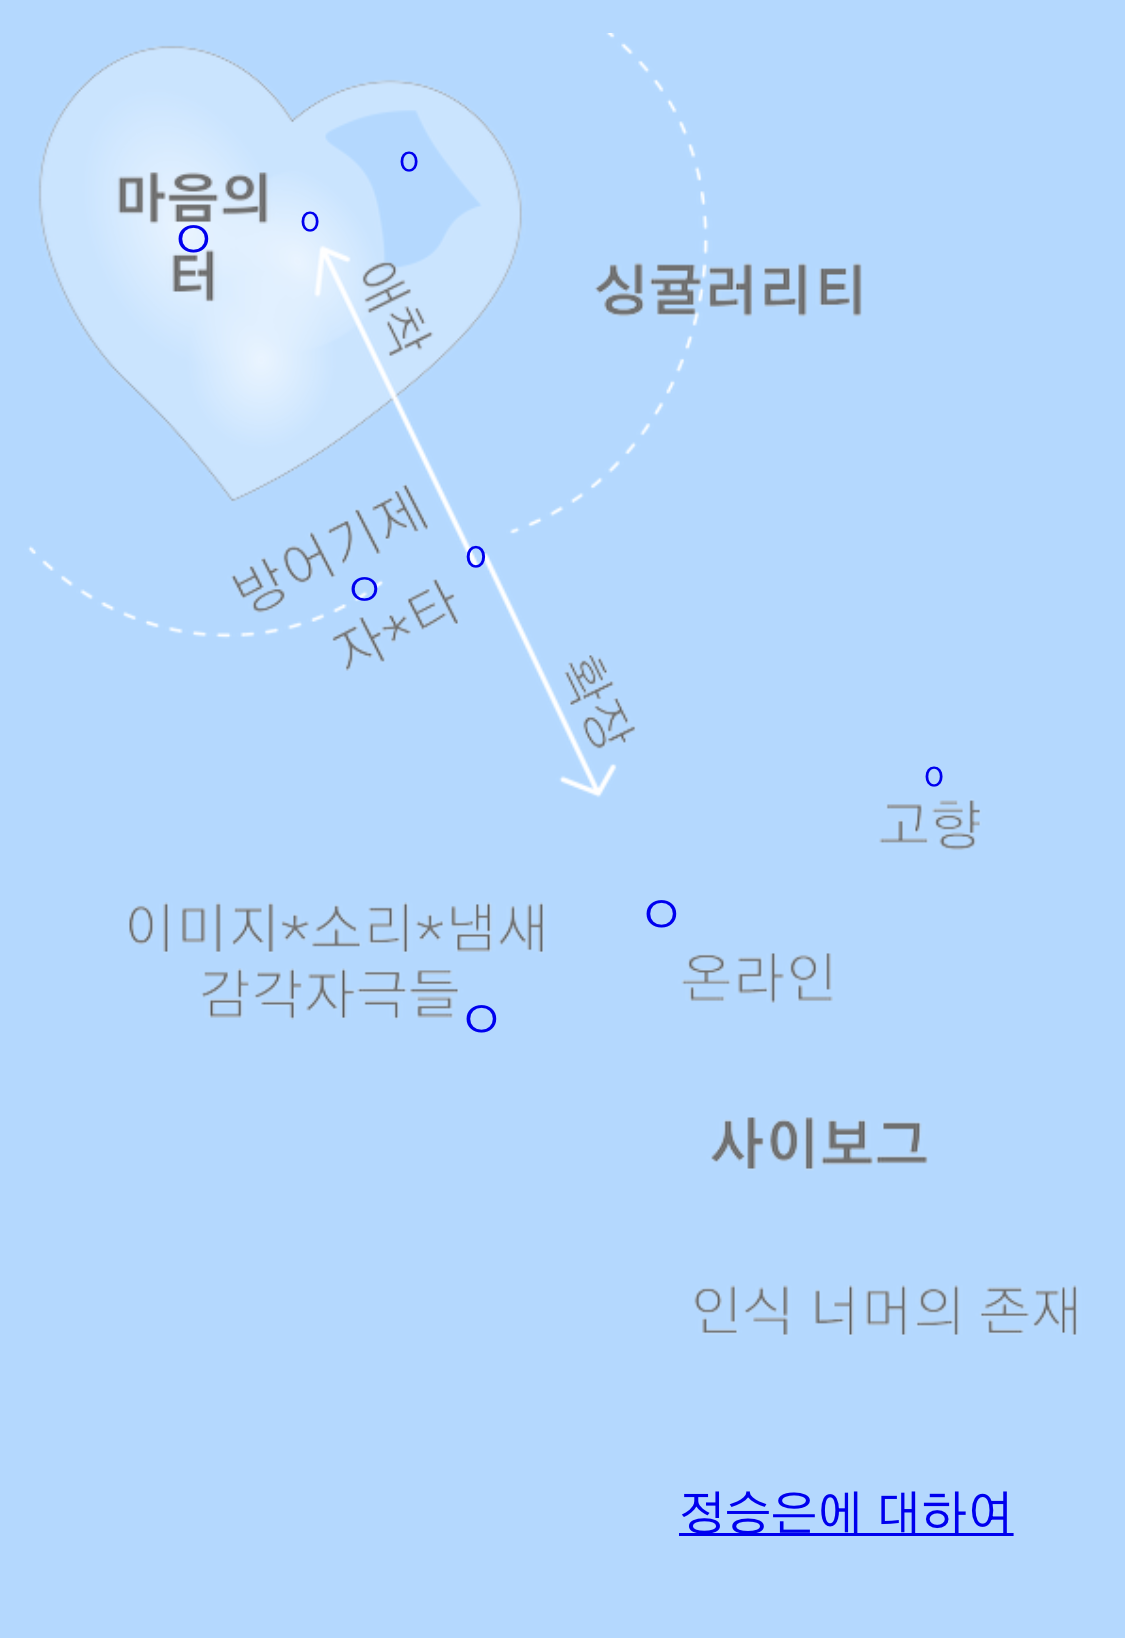 마음의
터
o
o
ㅇ
애착
싱귤러리티
방어기제
자*타
ㅇ
o
확장
o
고향
이미지*소리*냄새
감각자극들
ㅇ
ㅇ
온라인
사이보그
인식 너머의 존재
정승은에 대하여